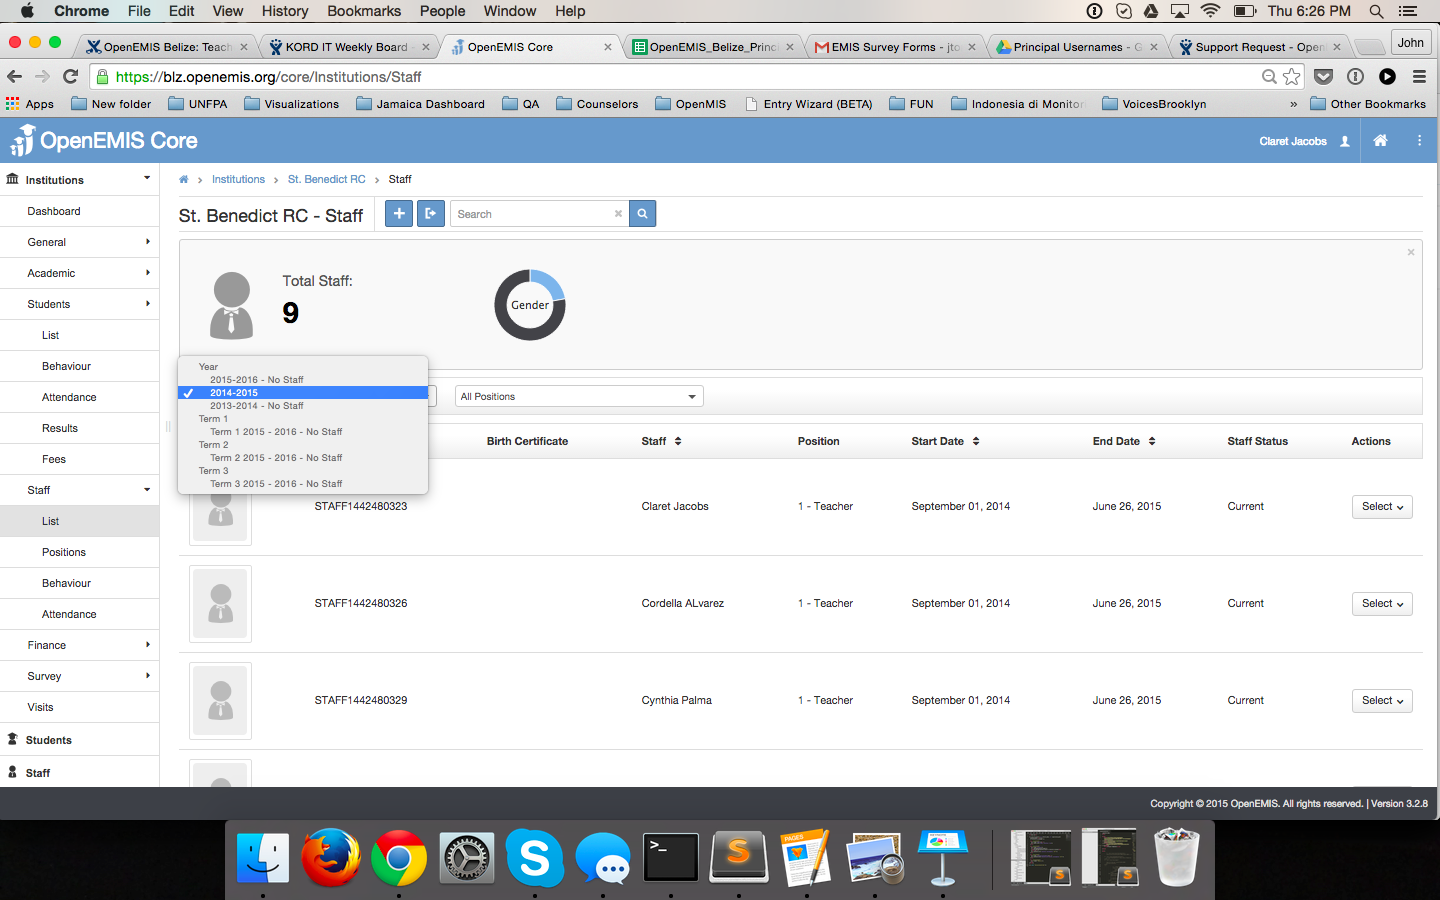 Chrome File Edit View History Bookmarks People Window Help Thu 6:26 PM
OpenEMIS Belize: Teach KORD IT Weekly Board - OpenEMIS Core OpenEMIS_Belize_Princ EMIS Survey Forms - jto Principal Usernames - G Support Request - Open John
https://blz.openemis.org/core/Institutions/Staff
Apps New folder UNFPA Visualizations Jamaica Dashboard QA Counselors OpenMIS Entry Wizard (BETA) FUN Indonesia di Monitor VoicesBrooklyn » Other Bookmarks
OpenEMIS Core Claret Jacobs
Institutions
Dashboard
General
Academic
Students
List
Behaviour
Attendance
Results
Fees
Staff
List
Positions
Behaviour
Attendance
Finance
Survey
Visits
Students
Staff
Institutions > St. Benedict RC > Staff
St. Benedict RC - Staff Search
Total Staff:
9
Gender
Year
2015-2016 - No Staff
2014-2015
2013-2014 - No Staff
Term 1
Term 1 2015 - 2016 - No Staff
Term 2
Term 2 2015 - 2016 - No Staff
Term 3
Term 3 2015 - 2016 - No Staff
All Positions
Birth Certificate Staff Position Start Date End Date Staff Status Actions
STAFF1442480323 Claret Jacobs 1 - Teacher September 01, 2014 June 26, 2015 Current Select
STAFF1442480326 Cordella ALvarez 1 - Teacher September 01, 2014 June 26, 2015 Current Select
STAFF1442480329 Cynthia Palma 1 - Teacher September 01, 2014 June 26, 2015 Current Select
Copyright © 2015 OpenEMIS. All rights reserved. | Version 3.2.8
PAGES